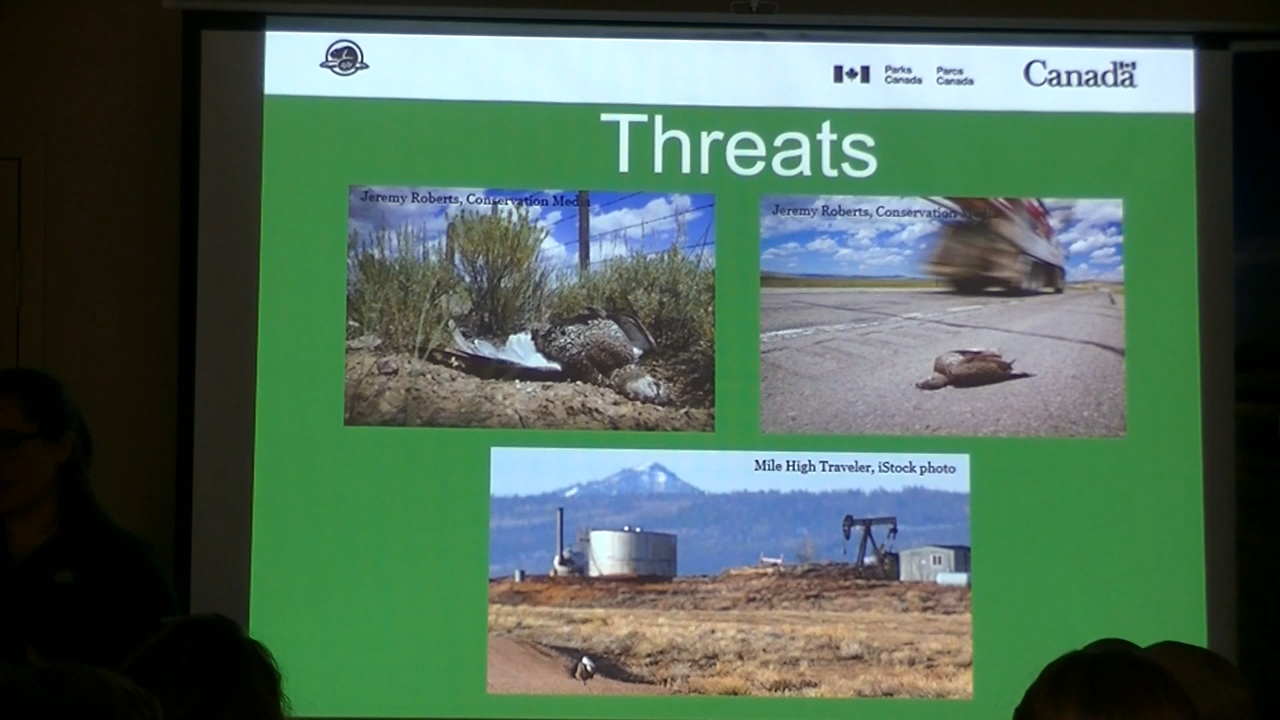 Parks Canada
Parcs Canada
Canada
Threats
Jeremy Roberts, Conservation Media
Jeremy Roberts, Conservation
Mile High Traveler, iStock photo